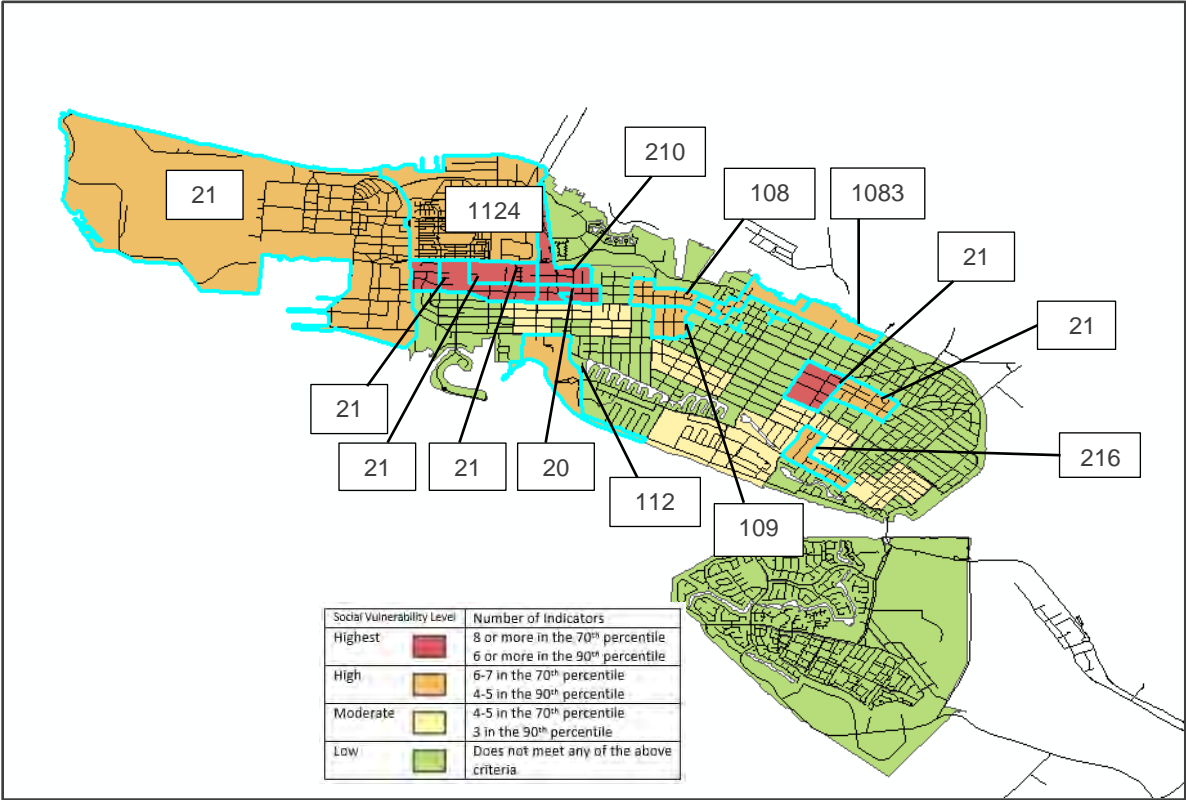 210
108
1083
21
1124
21
21
21
21
21
20
216
112
109
Social Vulnerability Level Number of Indicators
Highest 8 or more in the 70th percentile
6 or more in the 90th percentile
High 6-7 in the 70th percentile
4-5 in the 90th percentile
Moderate 4-5 in the 70th percentile
3 in the 90th percentile
Low Does not meet any of the above
criteria